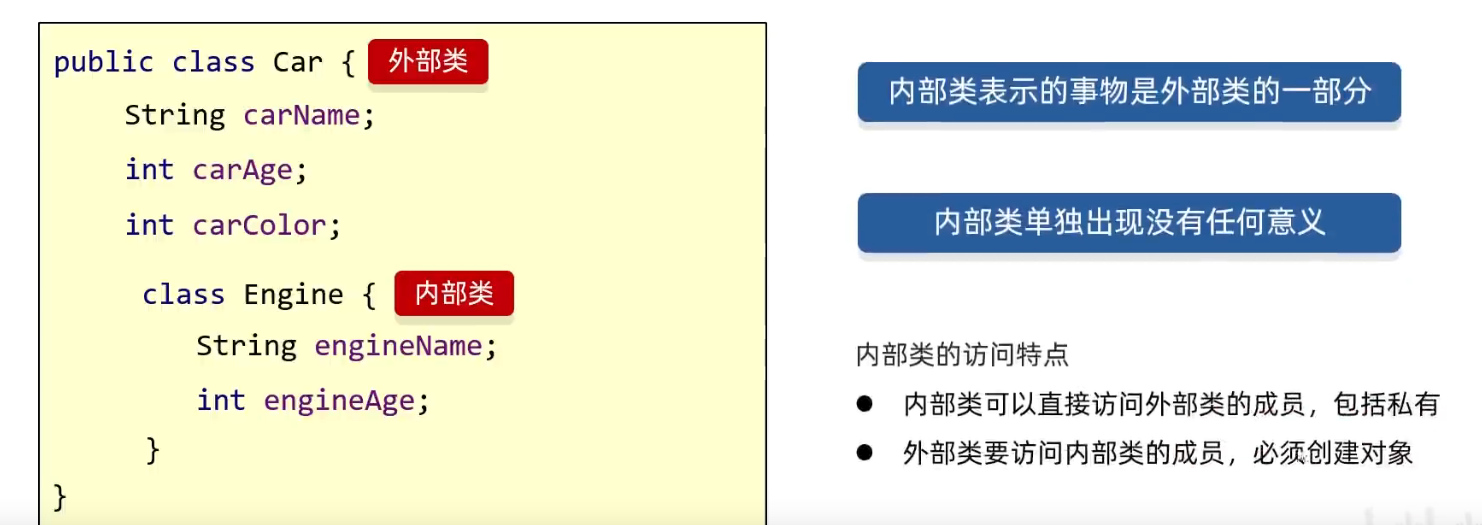 public class Car { 外部类
String carName;
int carAge;
int carColor;
class Engine { 内部类
String engineName;
int engineAge;
}
}
内部类表示的事物是外部类的一部分
内部类单独出现没有任何意义
内部类的访问特点
● 内部类可以直接访问外部类的成员，包括私有
● 外部类要访问内部类的成员，必须创建对象